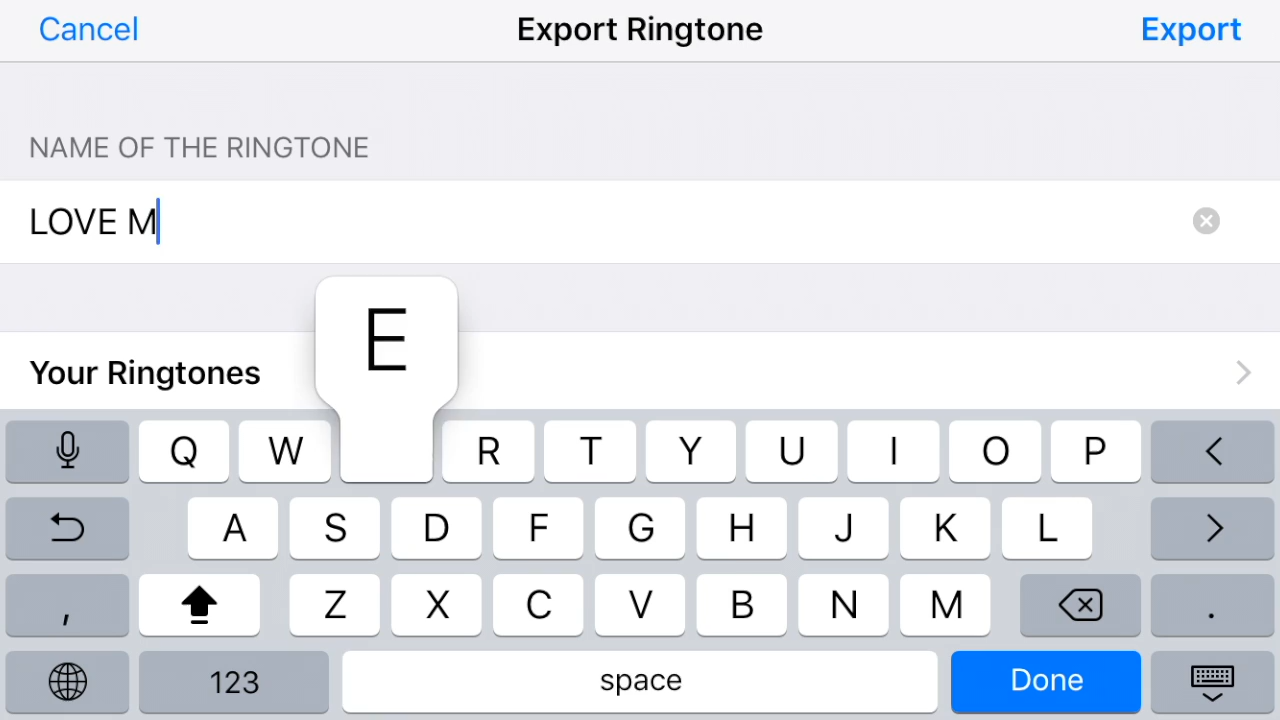 Cancel Export Ringtone Export
NAME OF THE RINGTONE
LOVE M
E
Your Ringtones
Q W R T Y U I O P <
A S D F G H J K L >
, Z X C V B N M .
123 space Done